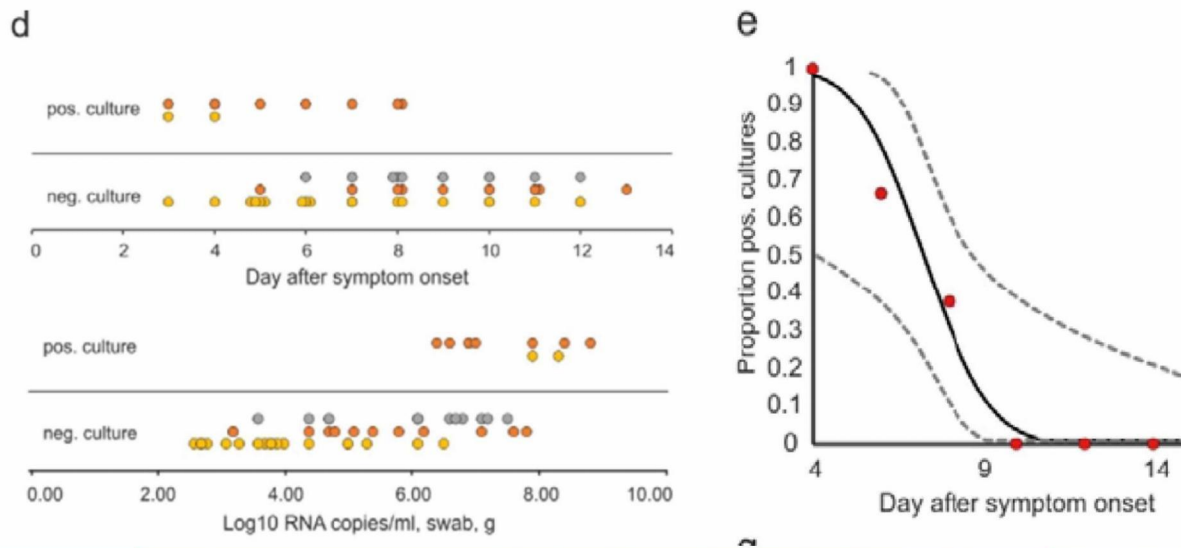 d
pos. culture
neg. culture
0 2 4 6 8 10 12 14
Day after symptom onset
pos. culture
neg. culture
0.00 2.00 4.00 6.00 8.00 10.00
Log10 RNA copies/ml, swab, g
e
Proportion pos. cultures
1
0.9
0.8
0.7
0.6
0.5
0.4
0.3
0.2
0.1
0
4 9 14
Day after symptom onset